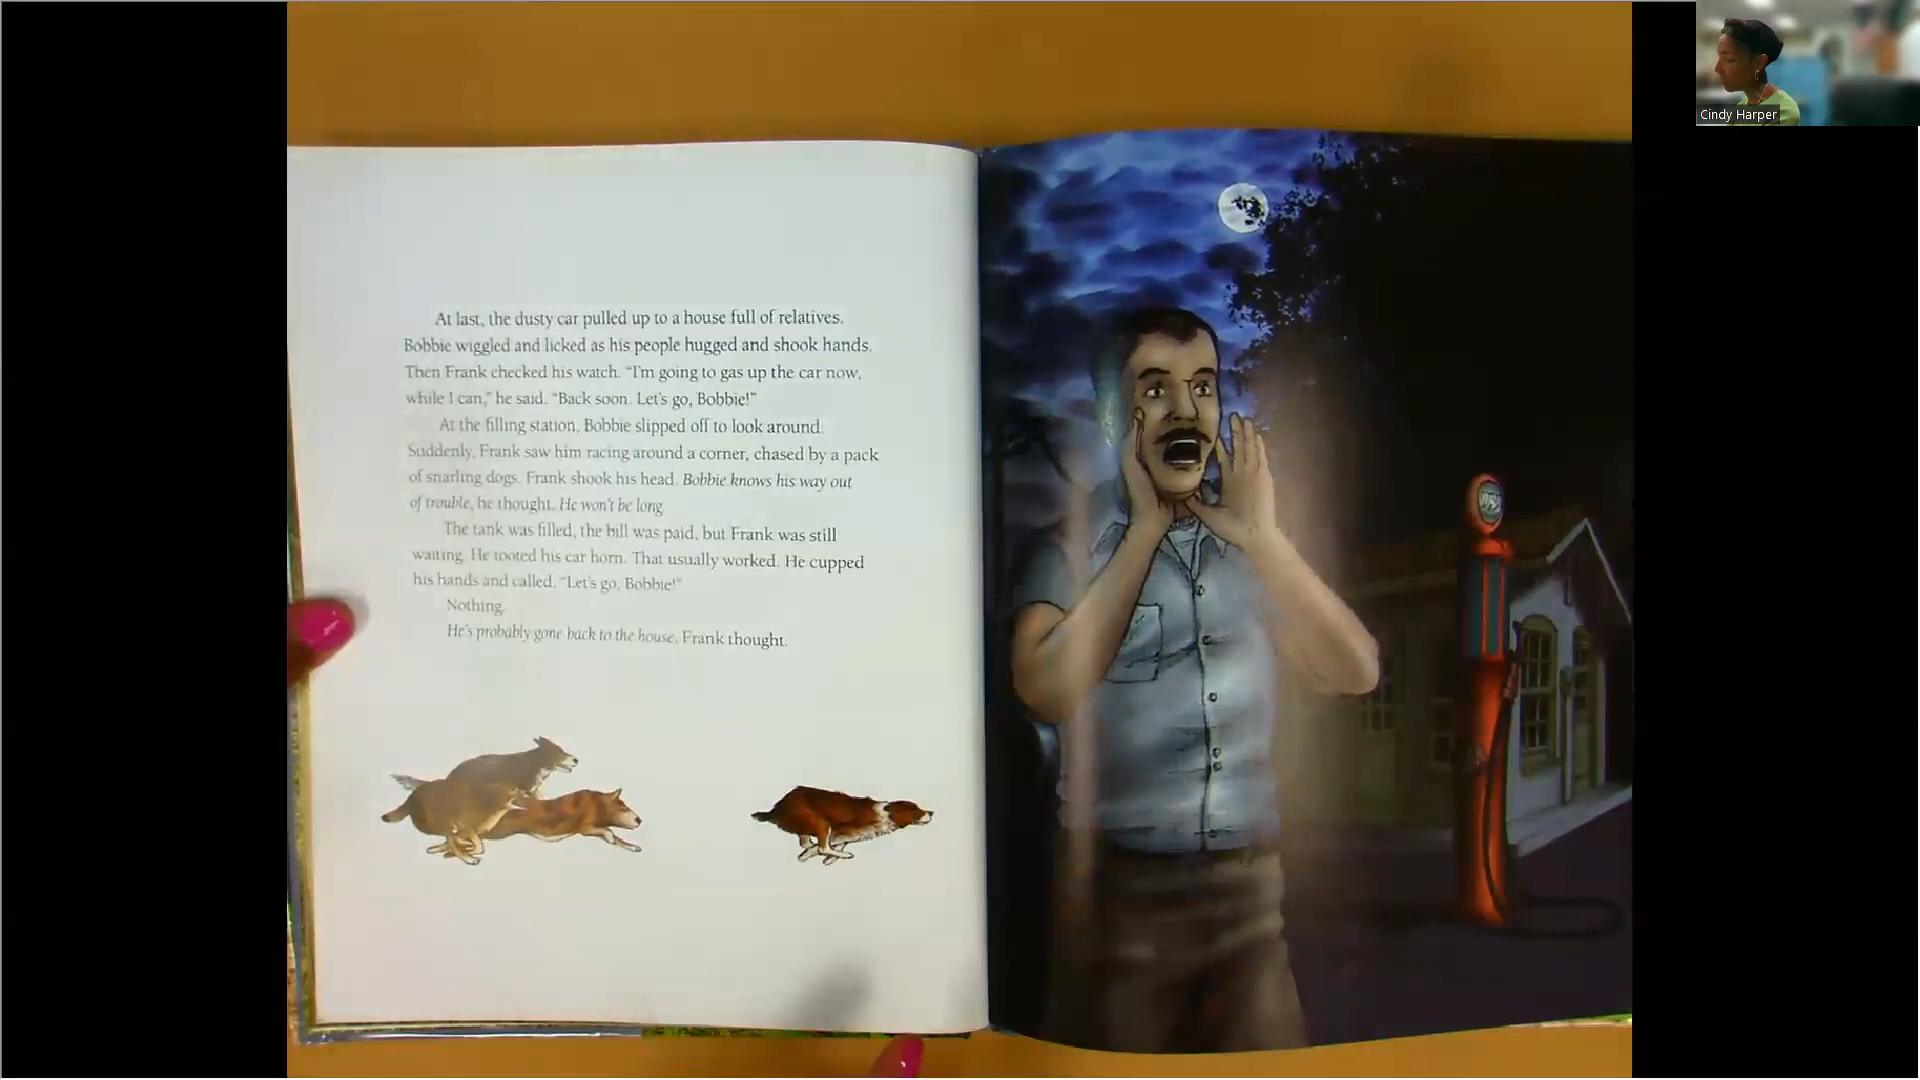 Cindy Harper
At last, the dusty car pulled up to a house full of relatives.
Bobbie wiggled and licked as his people hugged and shook hands.
Then Frank checked his watch. “I'm going to gas up the car now,
while I can,” he said. “Back soon. Let's go, Bobbie!”
At the filling station, Bobbie slipped off to look around.
Suddenly, Frank saw him racing around a corner, chased by a pack
of snarling dogs. Frank shook his head. Bobbie knows his way out
of trouble, he thought. He won't be long.
The tank was filled, the bill was paid, but Frank was still
waiting. He tooted his car horn. That usually worked. He cupped
his hands and called, “Let's go, Bobbie!”
Nothing.
He's probably gone back to the house, Frank thought.